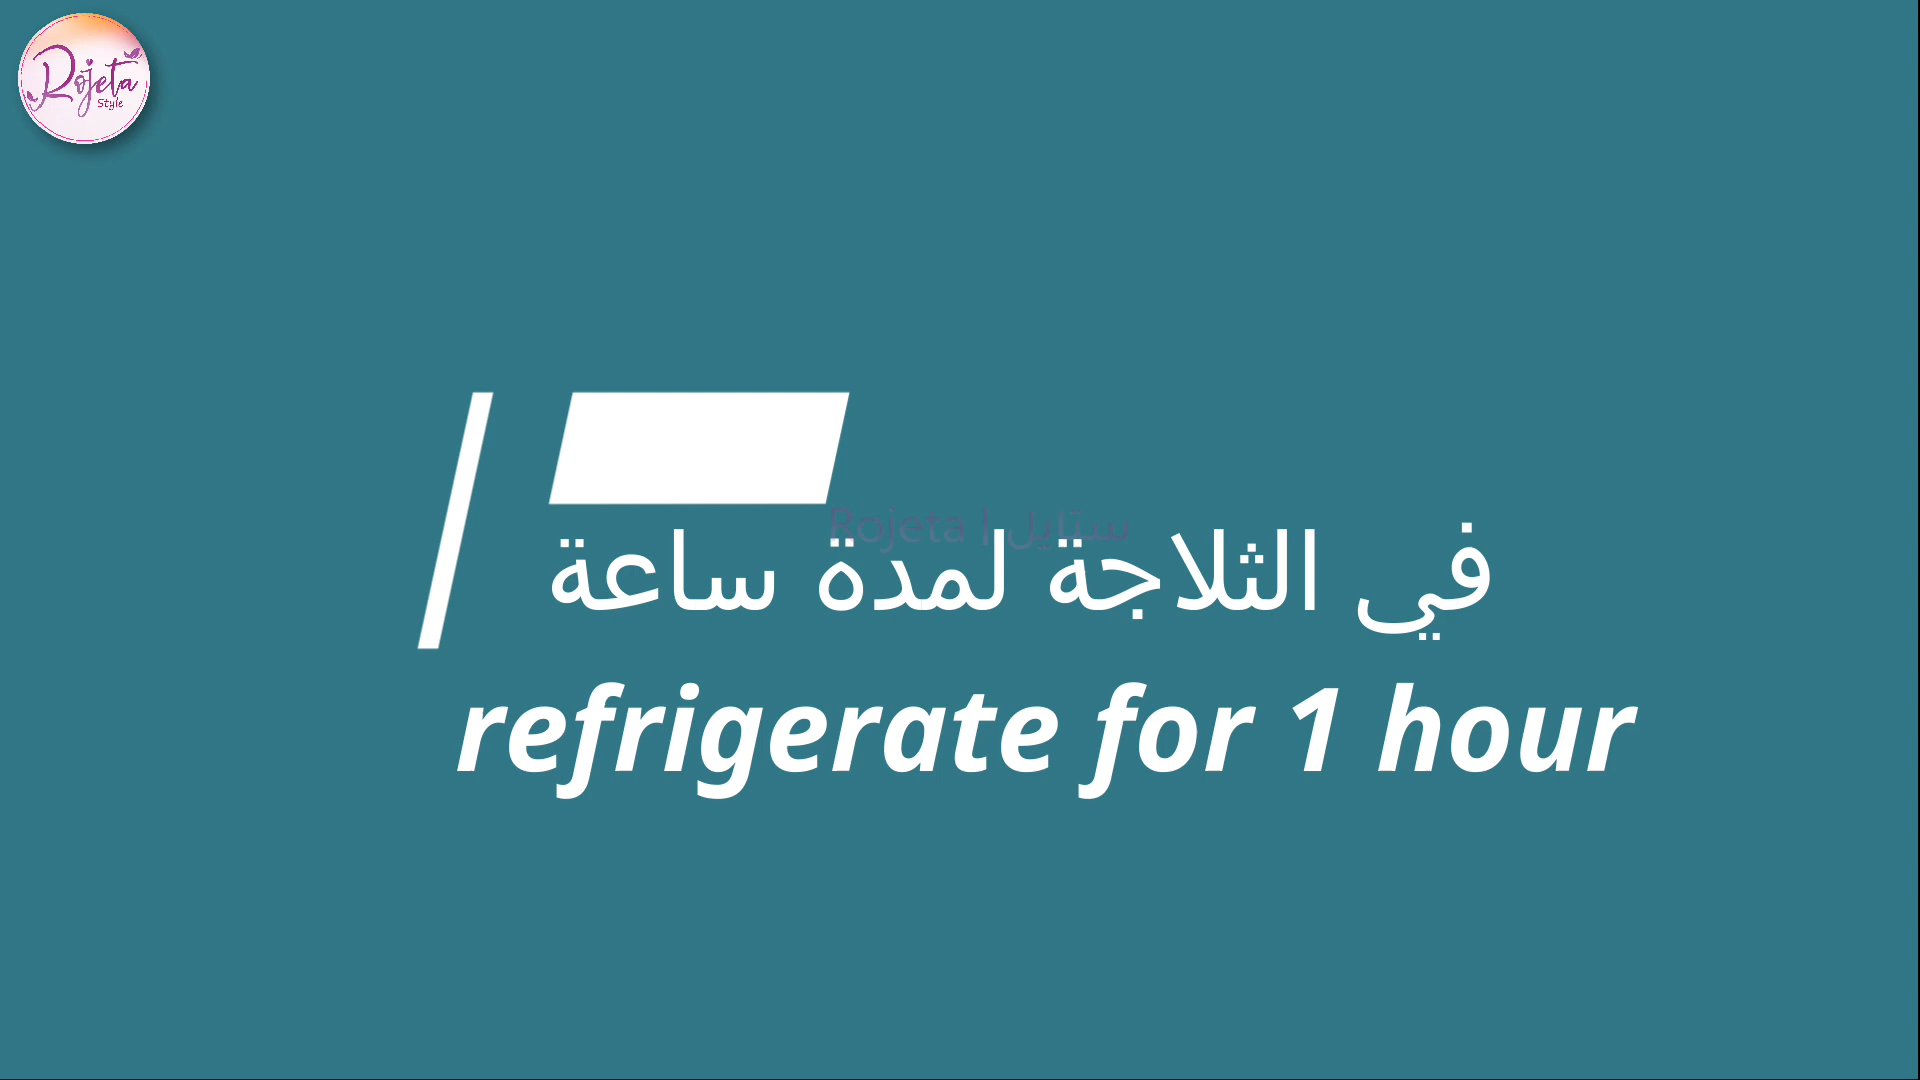 Rojeta
Style
Rojeta | ستايل
في الثلاجة لمدة ساعة
refrigerate for 1 hour